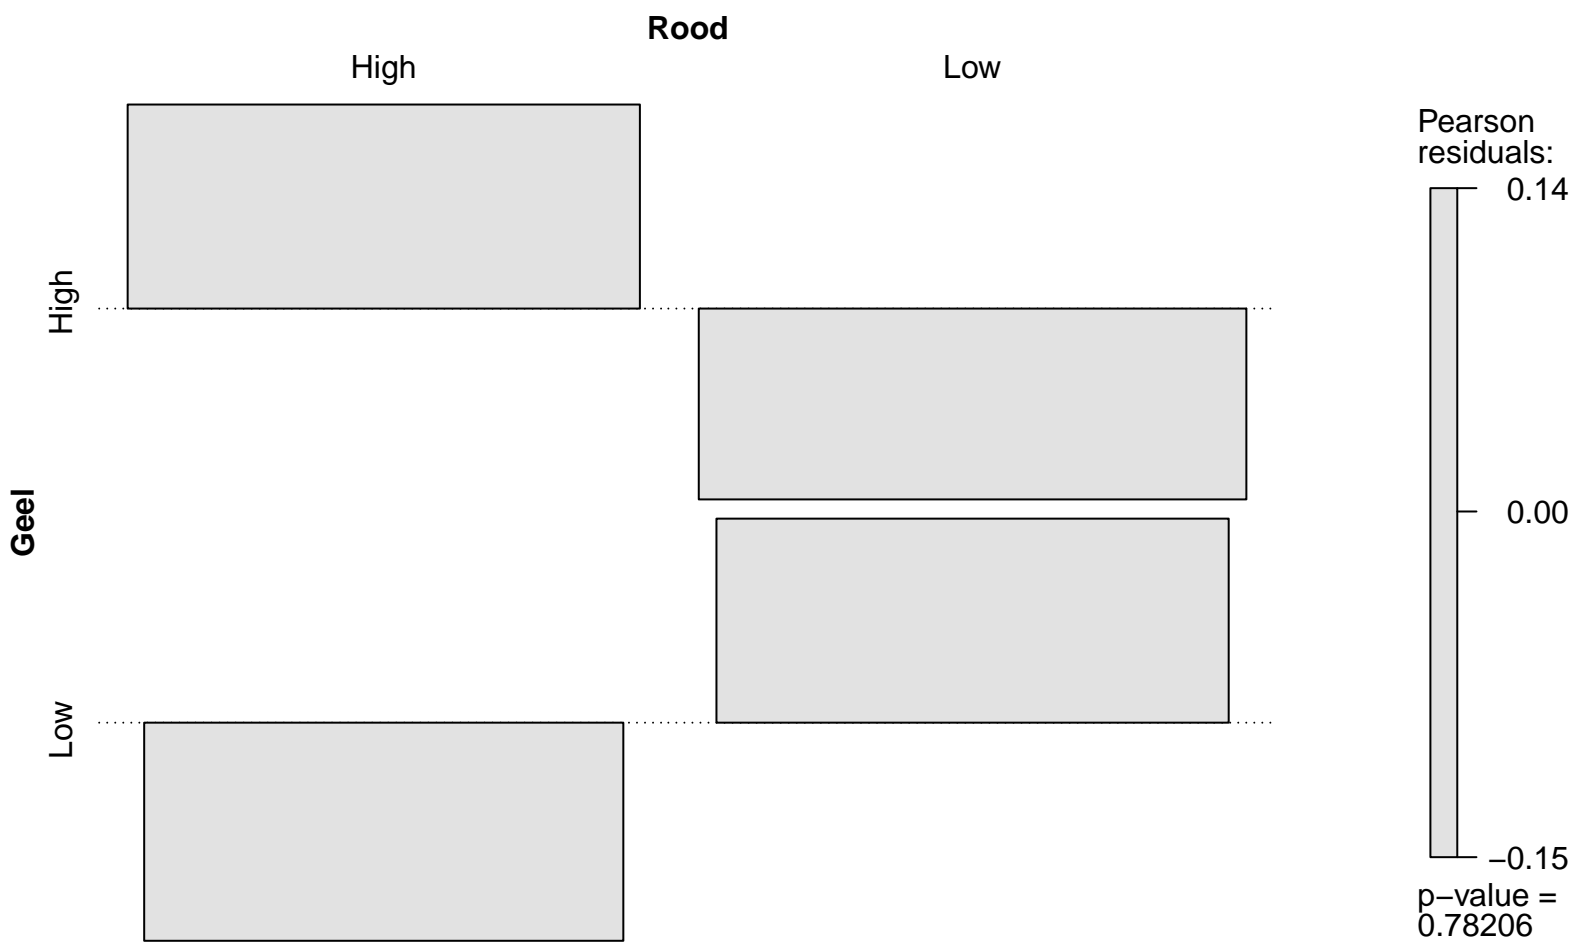 Rood
High Low
High
Geel
Low
Pearson
residuals:
0.14
0.00
−0.15
p−value =
0.78206